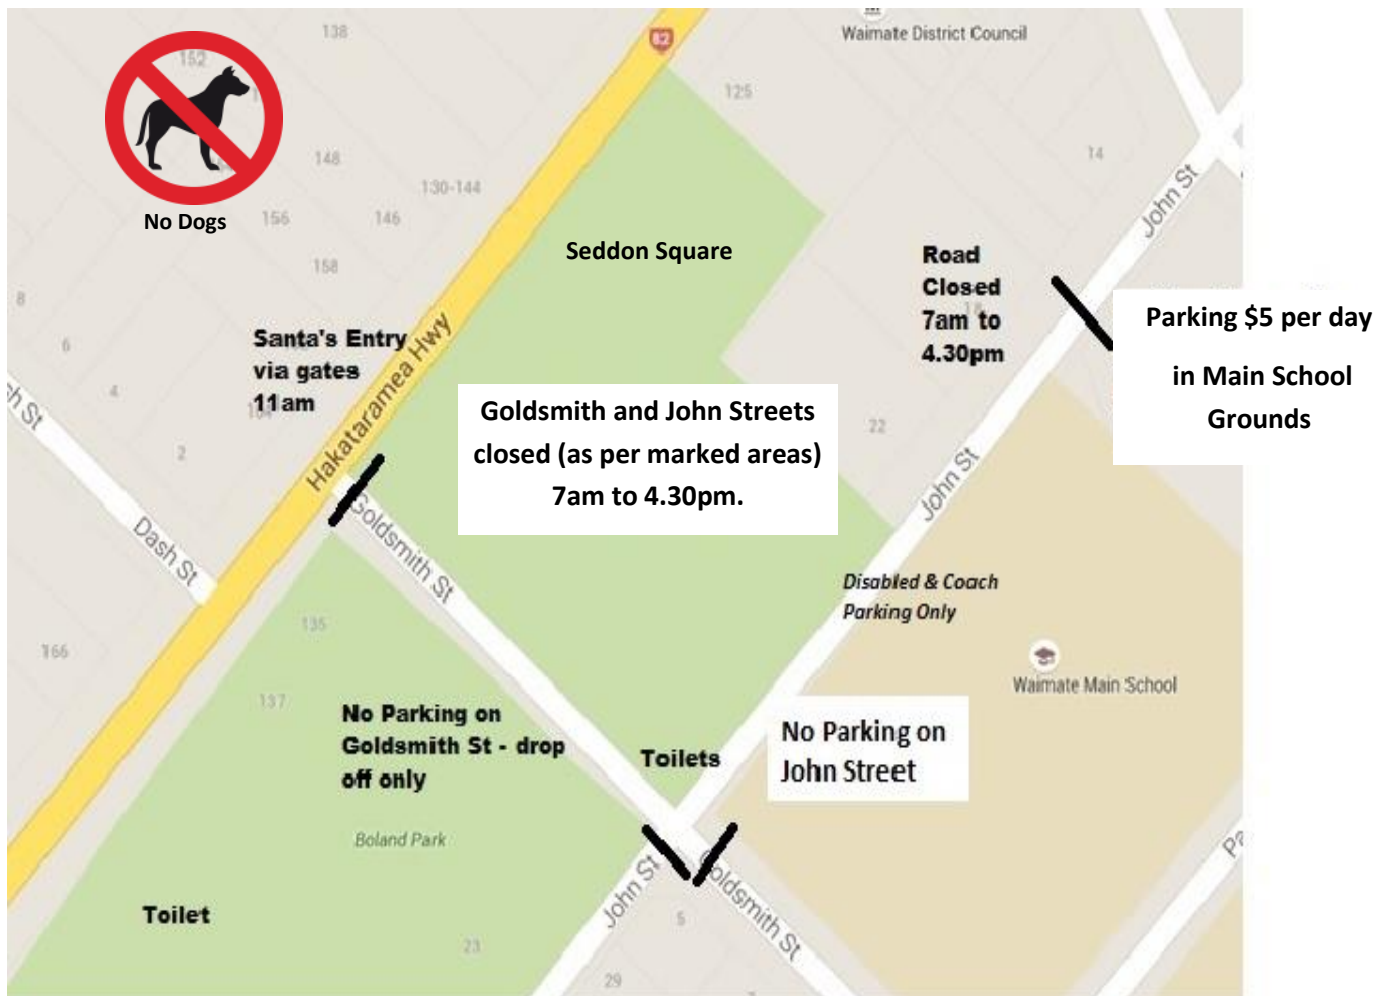 138
Waimate District Council
82
152
125
148
14
130-144
No Dogs
156
146
John St
Seddon Square
Road
Closed
7am to
4.30pm
158
8
Parking $5 per day
in Main School
Grounds
Santa's Entry
via gates
11am
6
Hakataramea Hwy
4
Goldsmith and John Streets
closed (as per marked areas)
7am to 4.30pm.
22
2
John St
Goldsmith St
Dash St
Disabled & Coach
Parking Only
135
166
Waimate Main School
137
No Parking on
Goldsmith St - drop
off only
Toilets
No Parking on
John Street
Boland Park
John St
Goldsmith St
Toilet
5
23
29